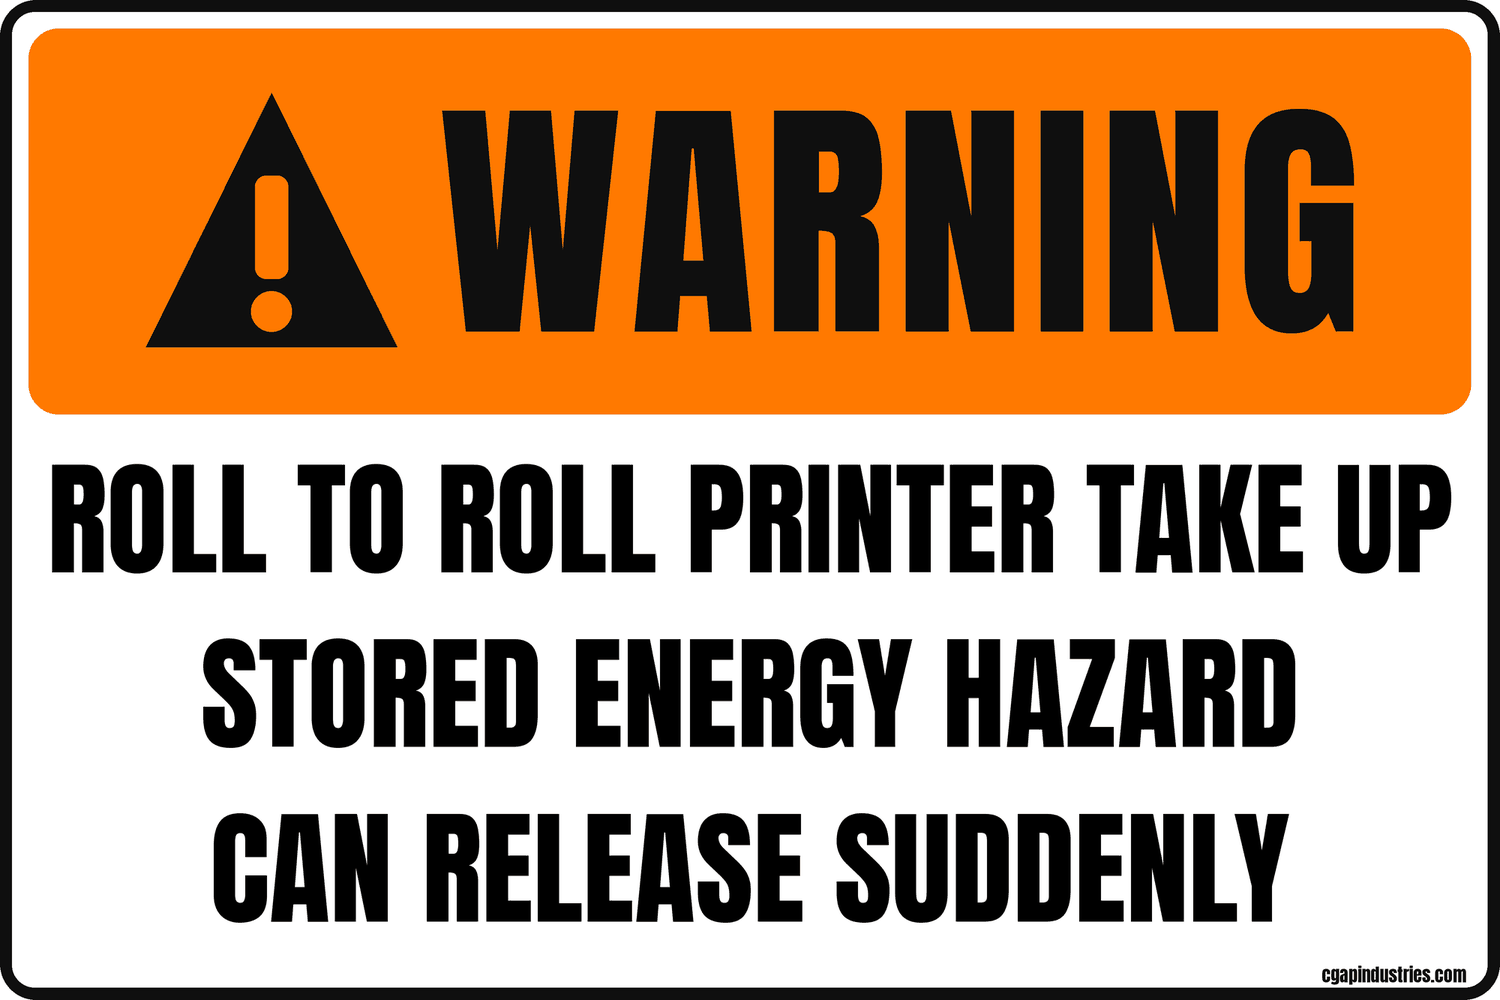 WARNING
ROLL TO ROLL PRINTER TAKE UP
STORED ENERGY HAZARD
CAN RELEASE SUDDENLY
cgapindustries.com